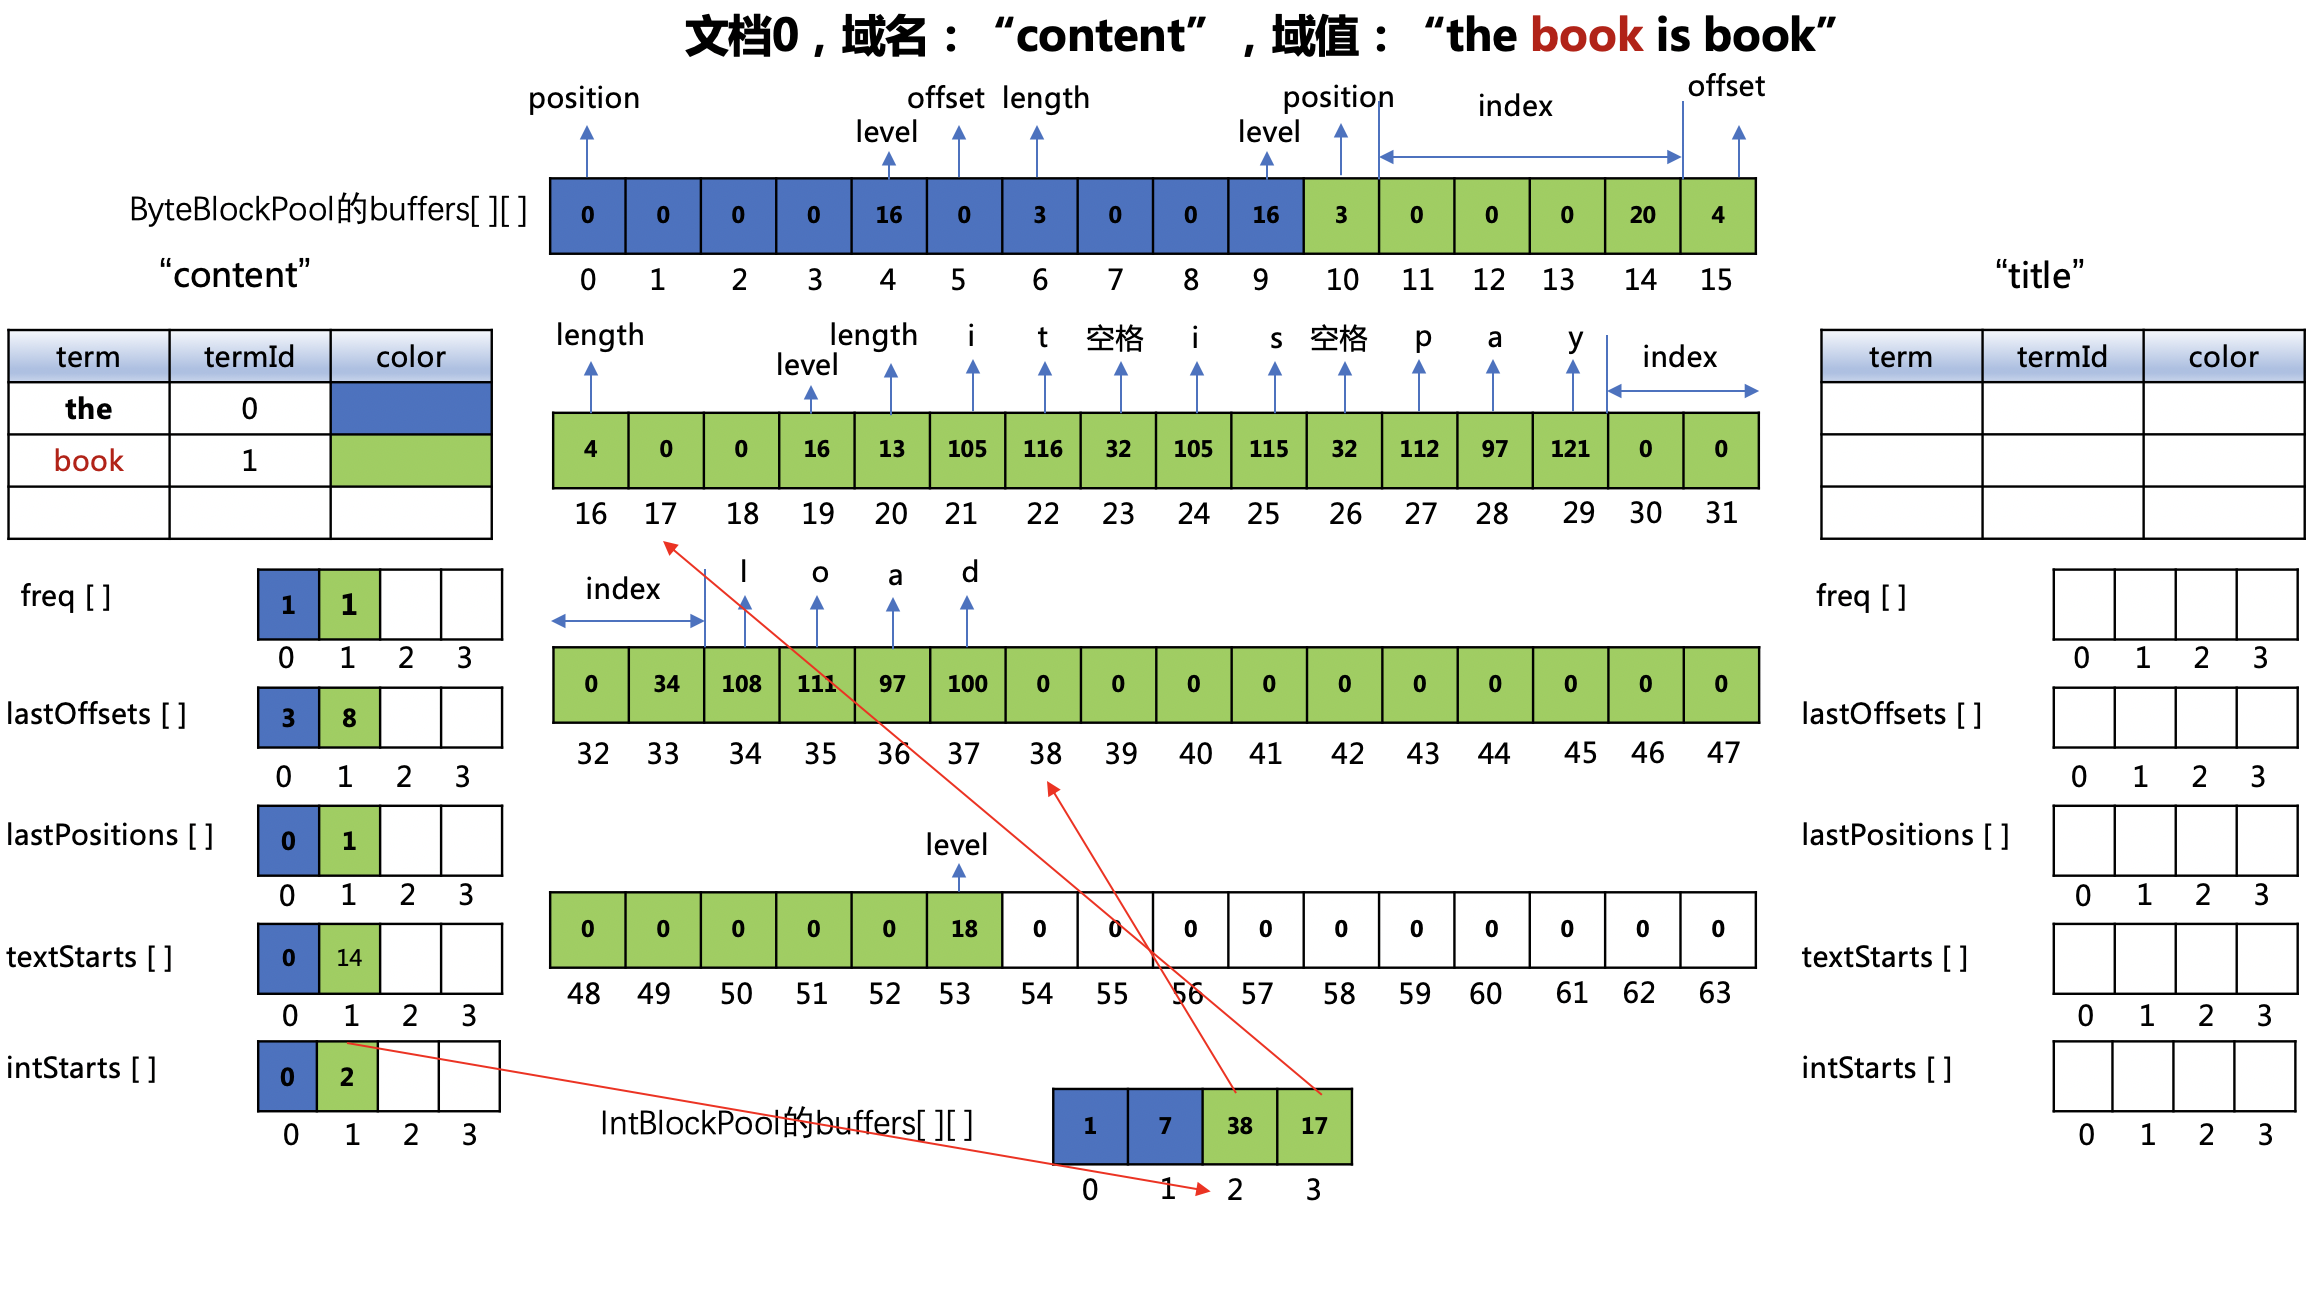 文档0，域名：“content”，域值：“the book is book”
position offset length position index offset
level level
ByteBlockPool的buffers[ ][ ]
0 0 0 0 16 0 3 0 0 16 3 0 0 0 20 4
0 1 2 3 4 5 6 7 8 9 10 11 12 13 14 15
“content”
term termId color
the 0
book 1
“title”
term termId color
length length i t 空格 i s 空格 p a y index
level
4 0 0 16 13 105 116 32 105 115 32 112 97 121 0 0
16 17 18 19 20 21 22 23 24 25 26 27 28 29 30 31
index l o a d
0 34 108 111 97 100 0 0 0 0 0 0 0 0 0 0
32 33 34 35 36 37 38 39 40 41 42 43 44 45 46 47
level
0 0 0 0 0 18 0 0 0 0 0 0 0 0 0 0
48 49 50 51 52 53 54 55 56 57 58 59 60 61 62 63
freq [ ] 1 1
0 1 2 3
lastOffsets [ ] 3 8
0 1 2 3
lastPositions [ ] 0 1
0 1 2 3
textStarts [ ] 0 14
0 1 2 3
intStarts [ ] 0 2
0 1 2 3
IntBlockPool的buffers[ ][ ] 1 7 38 17
0 1 2 3
freq [ ]
0 1 2 3
lastOffsets [ ]
0 1 2 3
lastPositions [ ]
0 1 2 3
textStarts [ ]
0 1 2 3
intStarts [ ]
0 1 2 3